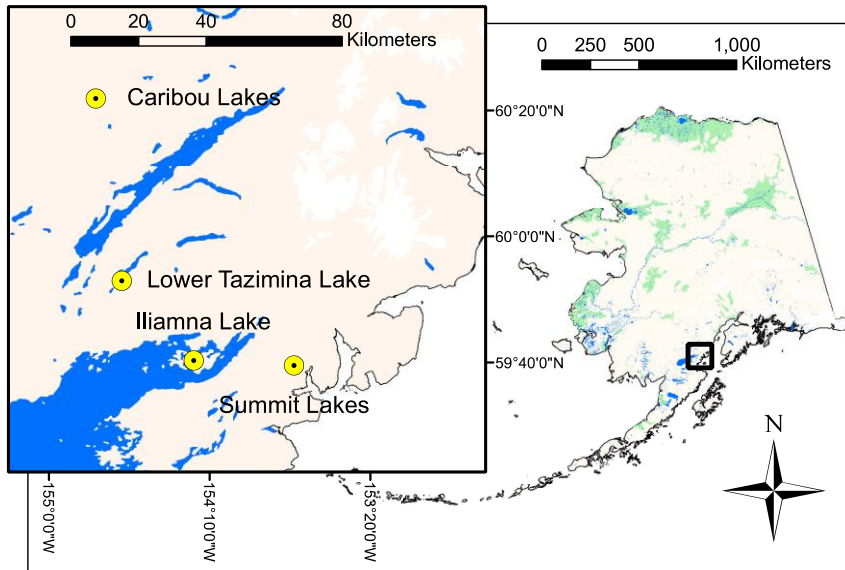 0 20 40 80
Kilometers
0 250 500 1,000
Kilometers
Caribou Lakes
Lower Tazimina Lake
Iliamna Lake
Summit Lakes
60°20'0"N
60°0'0"N
59°40'0"N
155°0'0"W
154°10'0"W
153°20'0"W
N